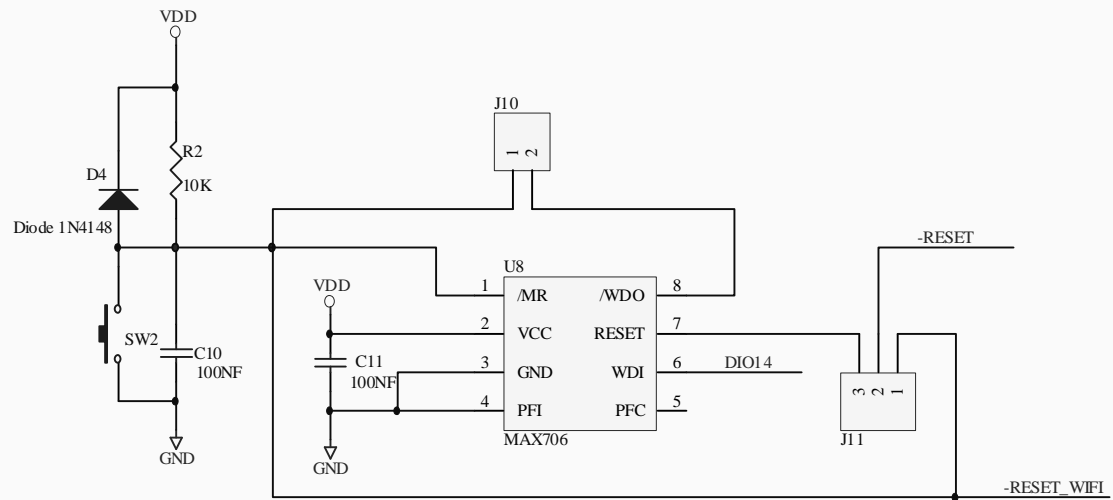 VDD
J10
1
2
R2
10K
D4
Diode 1N4148
-RESET
U8
VDD
1
/MR
/WDO
8
SW2
2
VCC
RESET
7
C10
100NF
C11
100NF
3
GND
WDI
6
DIO14
3
2
1
4
PFI
PFC
5
MAX706
J11
GND
GND
-RESET_WIFI